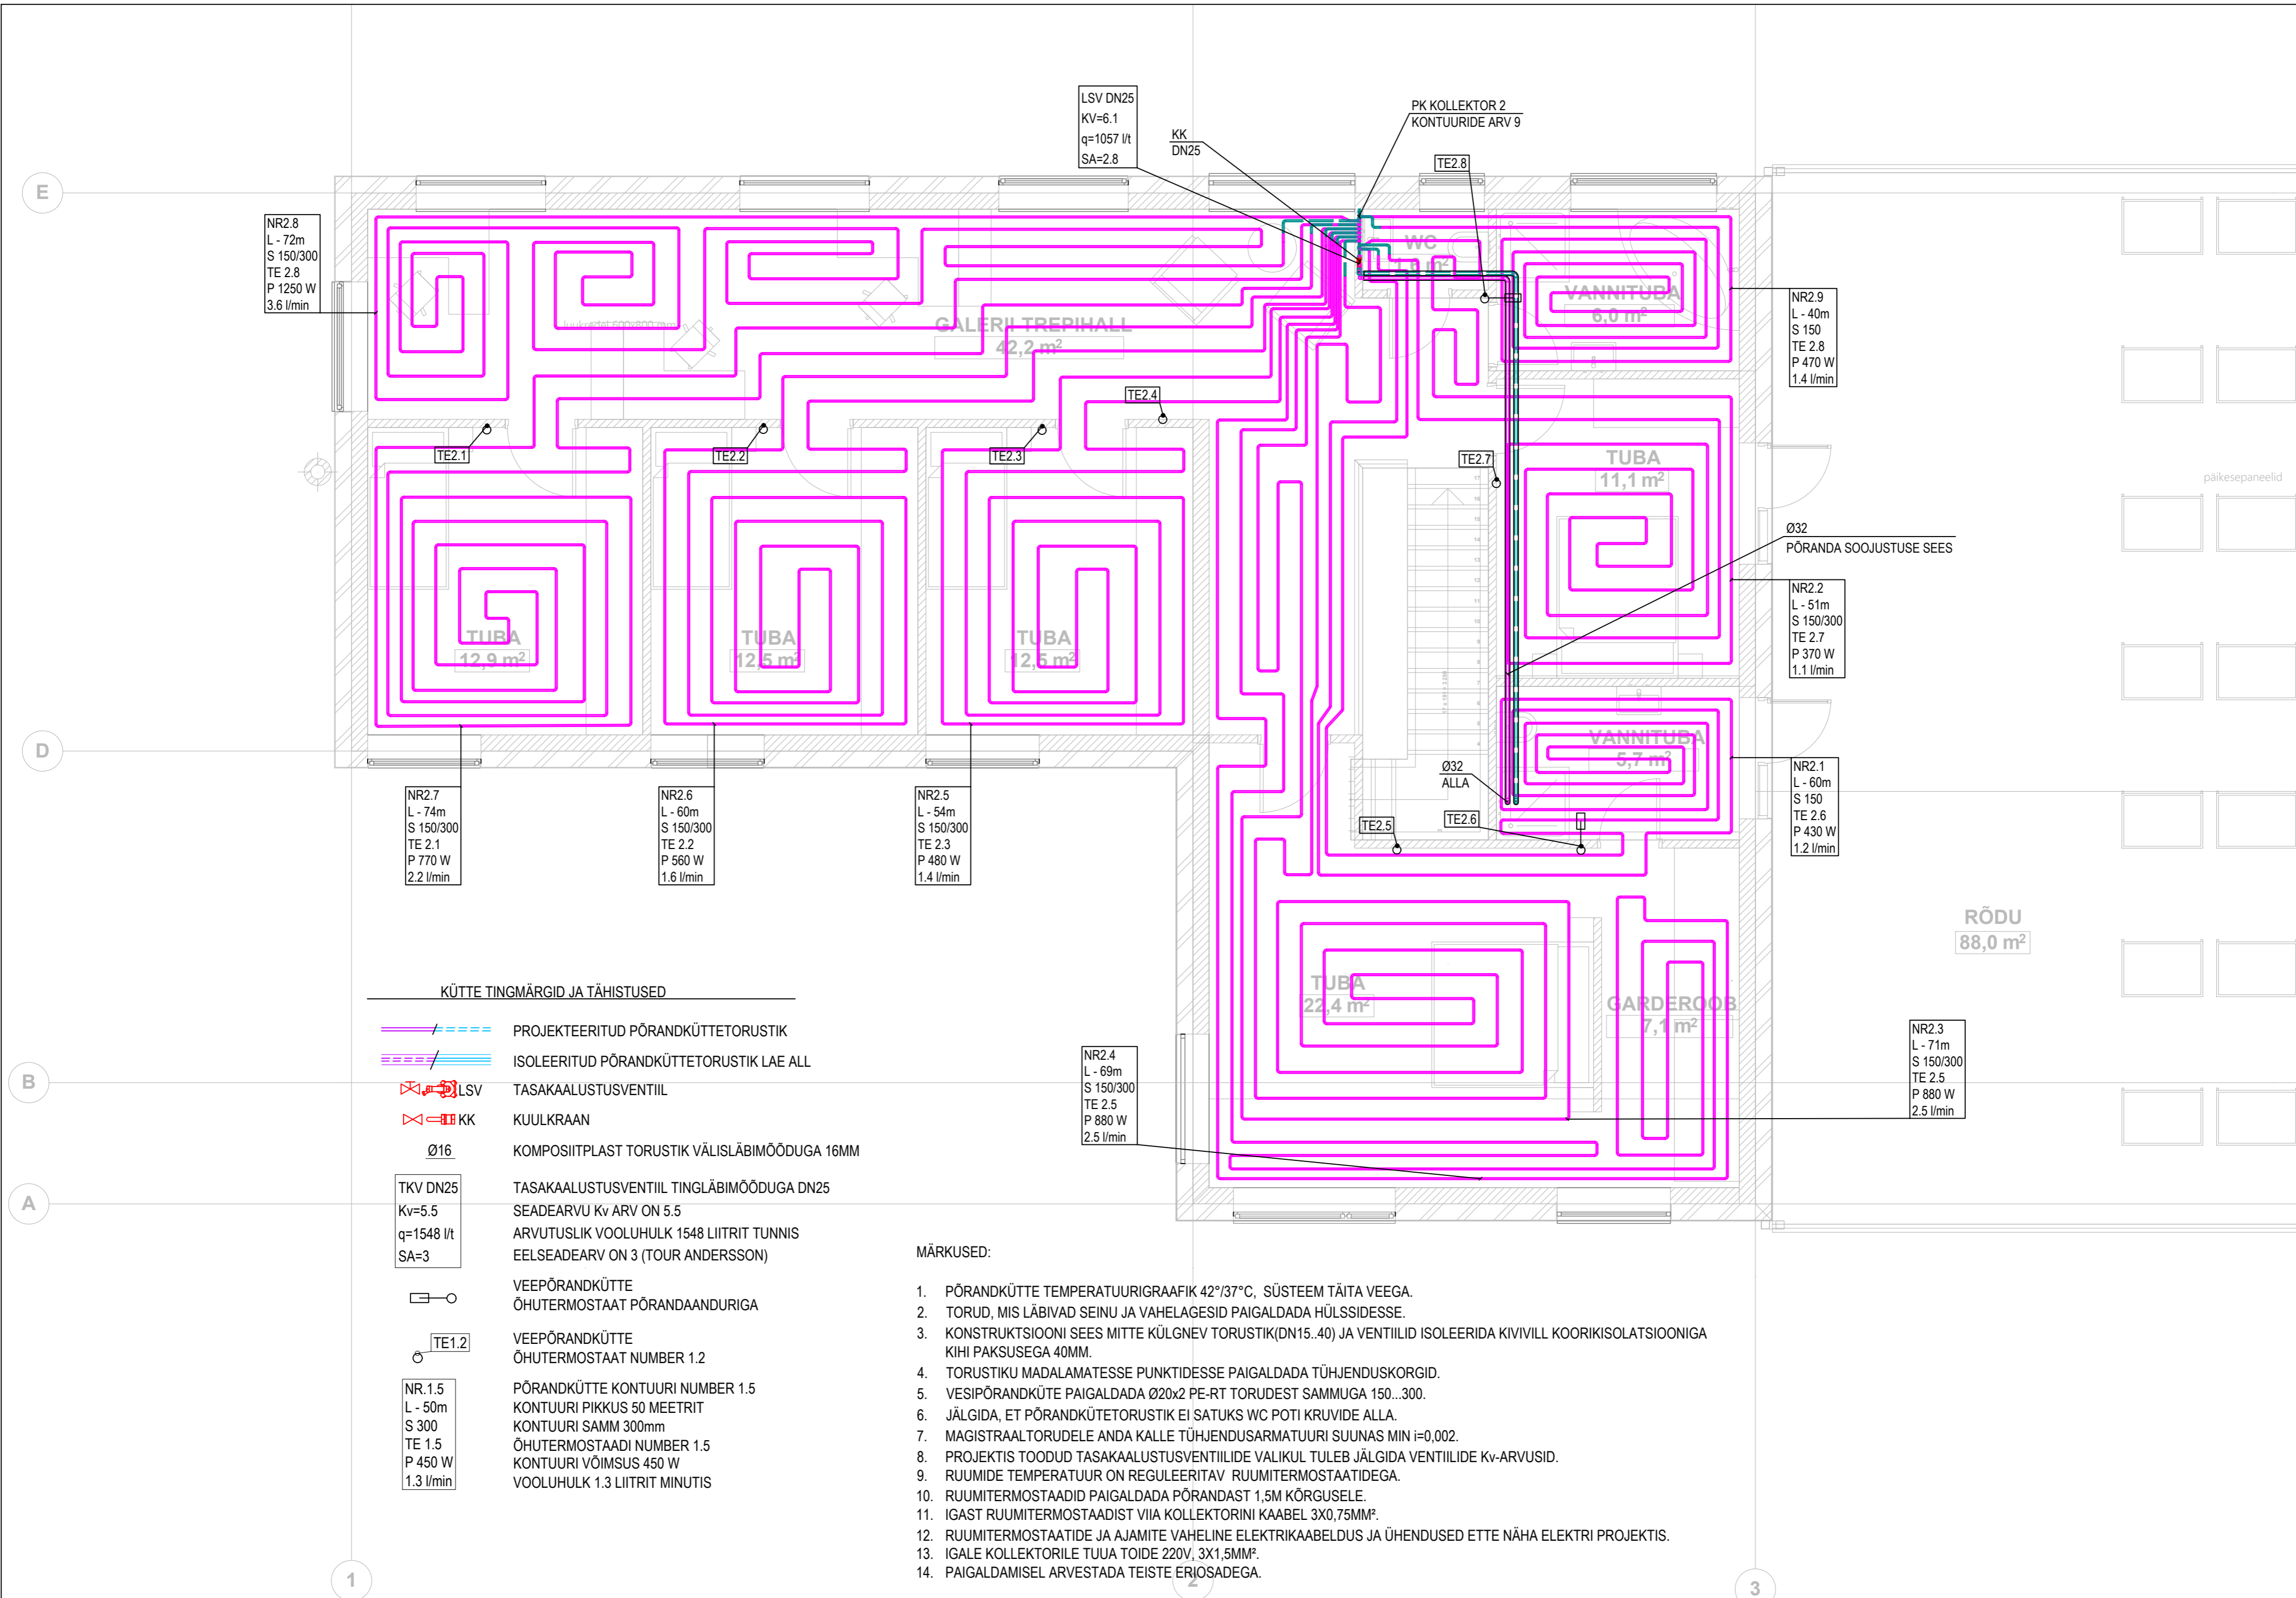 LSV DN25
KV=6.1
q=1057 l/t
SA=2.8
KK
DN25
PK KOLLEKTOR 2
KONTUURIDE ARV 9
TE2.8
E
NR2.8
L - 72m
S 150/300
TE 2.8
P 1250 W
3.6 l/min
WC
VANNITUBA
6,0 m²
NR2.9
L - 40m
S 150
TE 2.8
P 470 W
1.4 l/min
GALERII TREPIHALL
42,2 m²
TE2.4
TE2.1
TE2.2
TE2.3
TE2.7
TUBA
11,1 m²
päikesepaneelid
Ø32
PÕRANDA SOOJUSTUSE SEES
NR2.2
L - 51m
S 150/300
TE 2.7
P 370 W
1.1 l/min
TUBA
12,9 m²
TUBA
12,5 m²
TUBA
12,5 m²
D
VANNITUBA
5,7 m²
Ø32
ALLA
NR2.1
L - 60m
S 150
TE 2.6
P 430 W
1.2 l/min
NR2.7
L - 74m
S 150/300
TE 2.1
P 770 W
2.2 l/min
NR2.6
L - 60m
S 150/300
TE 2.2
P 560 W
1.6 l/min
NR2.5
L - 54m
S 150/300
TE 2.3
P 480 W
1.4 l/min
TE2.5
TE2.6
RÕDU
88,0 m²
TUBA
22,4 m²
GARDEROOB
7,1 m²
NR2.4
L - 69m
S 150/300
TE 2.5
P 880 W
2.5 l/min
NR2.3
L - 71m
S 150/300
TE 2.5
P 880 W
2.5 l/min
B
A
KÜTTE TINGMÄRGID JA TÄHISTUSED
PROJEKTEERITUD PÕRANDKÜTTETORUSTIK
ISOLEERITUD PÕRANDKÜTTETORUSTIK LAE ALL
LSV TASAKAALUSTUSVENTIIL
KK KUULKRAAN
Ø16 KOMPOSIITPLAST TORUSTIK VÄLISLÄBIMÕÕDUGA 16MM
TKV DN25 TASAKAALUSTUSVENTIIL TINGLÄBIMÕÕDUGA DN25
Kv=5.5 SEADEARVU Kv ARV ON 5.5
q=1548 l/t ARVUTUSLIK VOOLUHULK 1548 LIITRIT TUNNIS
SA=3 EELSEADEARV ON 3 (TOUR ANDERSSON)
VEEPÕRANDKÜTTE
ÕHUTERMOSTAAT PÕRANDAANDURIGA
TE1.2 VEEPÕRANDKÜTTE
ÕHUTERMOSTAAT NUMBER 1.2
NR.1.5 PÕRANDKÜTTE KONTUURI NUMBER 1.5
L - 50m KONTUURI PIKKUS 50 MEETRIT
S 300 KONTUURI SAMM 300mm
TE 1.5 ÕHUTERMOSTAADI NUMBER 1.5
P 450 W KONTUURI VÕIMSUS 450 W
1.3 l/min VOOLUHULK 1.3 LIITRIT MINUTIS
MÄRKUSED:
1. PÕRANDKÜTTE TEMPERATUURIGRAAFIK 42°/37°C, SÜSTEEM TÄITA VEEGA.
2. TORUD, MIS LÄBIVAD SEINU JA VAHELAGESID PAIGALDADA HÜLSSIDESSE.
3. KONSTRUKTSIOONI SEES MITTE KÜLGNEV TORUSTIK(DN15..40) JA VENTIILID ISOLEERIDA KIVIVILL KOORIKISOLATSIOONIGA
KIHI PAKSUSEGA 40MM.
4. TORUSTIKU MADALAMATESSE PUNKTIDESSE PAIGALDADA TÜHJENDUSKORGID.
5. VESIPÕRANDKÜTE PAIGALDADA Ø20x2 PE-RT TORUDEST SAMMUGA 150...300.
6. JÄLGIDA, ET PÕRANDKÜTETORUSTIK EI SATUKS WC POTI KRUVIDE ALLA.
7. MAGISTRAALTORUDELE ANDA KALLE TÜHJENDUSARMATUURI SUUNAS MIN i=0,002.
8. PROJEKTIS TOODUD TASAKAALUSTUSVENTIILIDE VALIKUL TULEB JÄLGIDA VENTIILIDE Kv-ARVUSID.
9. RUUMIDE TEMPERATUUR ON REGULEERITAV RUUMITERMOSTAATIDEGA.
10. RUUMITERMOSTAADID PAIGALDADA PÕRANDAST 1,5M KÕRGUSELE.
11. IGAST RUUMITERMOSTAADIST VIIA KOLLEKTORINI KAABEL 3X0,75MM².
12. RUUMITERMOSTAATIDE JA AJAMITE VAHELINE ELEKTRIKAABELDUS JA ÜHENDUSED ETTE NÄHA ELEKTRI PROJEKTIS.
13. IGALE KOLLEKTORILE TUUA TOIDE 220V, 3X1,5MM².
14. PAIGALDAMISEL ARVESTADA TEISTE ERIOSADEGA.
1
2
3